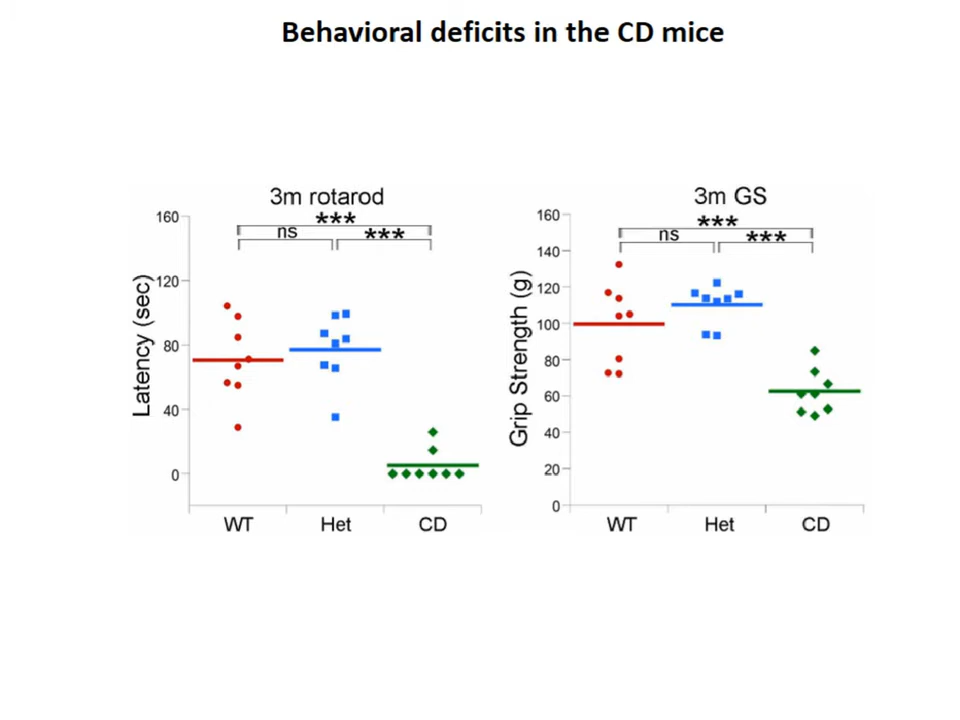 Behavioral deficits in the CD mice
3m rotarod
***
ns
***
160
120
80
40
0
Latency (sec)
WT
Het
CD
3m GS
***
ns
***
160
140
120
100
80
60
40
20
0
Grip Strength (g)
WT
Het
CD